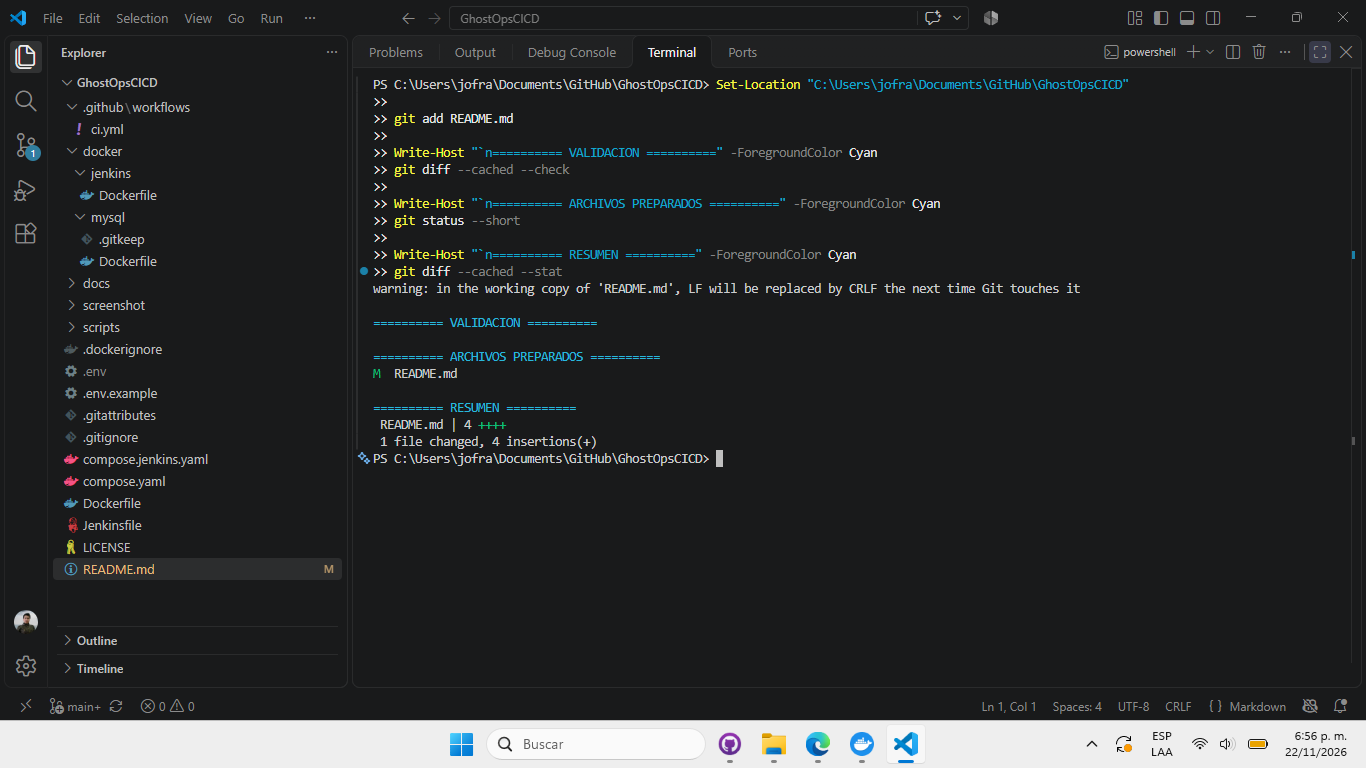 File Edit Selection View Go Run ···
GhostOpsCICD
Explorer ···
GhostOpsCICD
.github\workflows
! ci.yml
docker
jenkins
Dockerfile
mysql
.gitkeep
Dockerfile
docs
screenshot
scripts
.dockerignore
.env
.env.example
.gitattributes
.gitignore
compose.jenkins.yaml
compose.yaml
Dockerfile
Jenkinsfile
LICENSE
README.md M
Outline
Timeline
1
Problems Output Debug Console Terminal Ports
powershell
PS C:\Users\jofra\Documents\GitHub\GhostOpsCICD> Set-Location "C:\Users\jofra\Documents\GitHub\GhostOpsCICD"
>>
>> git add README.md
>>
>> Write-Host "`n========== VALIDACION ==========" -ForegroundColor Cyan
>> git diff --cached --check
>>
>> Write-Host "`n========== ARCHIVOS PREPARADOS ==========" -ForegroundColor Cyan
>> git status --short
>>
>> Write-Host "`n========== RESUMEN ==========" -ForegroundColor Cyan
>> git diff --cached --stat
warning: in the working copy of 'README.md', LF will be replaced by CRLF the next time Git touches it
========== VALIDACION ==========
========== ARCHIVOS PREPARADOS ==========
M README.md
========== RESUMEN ==========
README.md | 4 ++++
1 file changed, 4 insertions(+)
PS C:\Users\jofra\Documents\GitHub\GhostOpsCICD>
main+ 0 0 Ln 1, Col 1 Spaces: 4 UTF-8 CRLF { } Markdown
Buscar
ESP
LAA
6:56 p. m.
22/11/2026